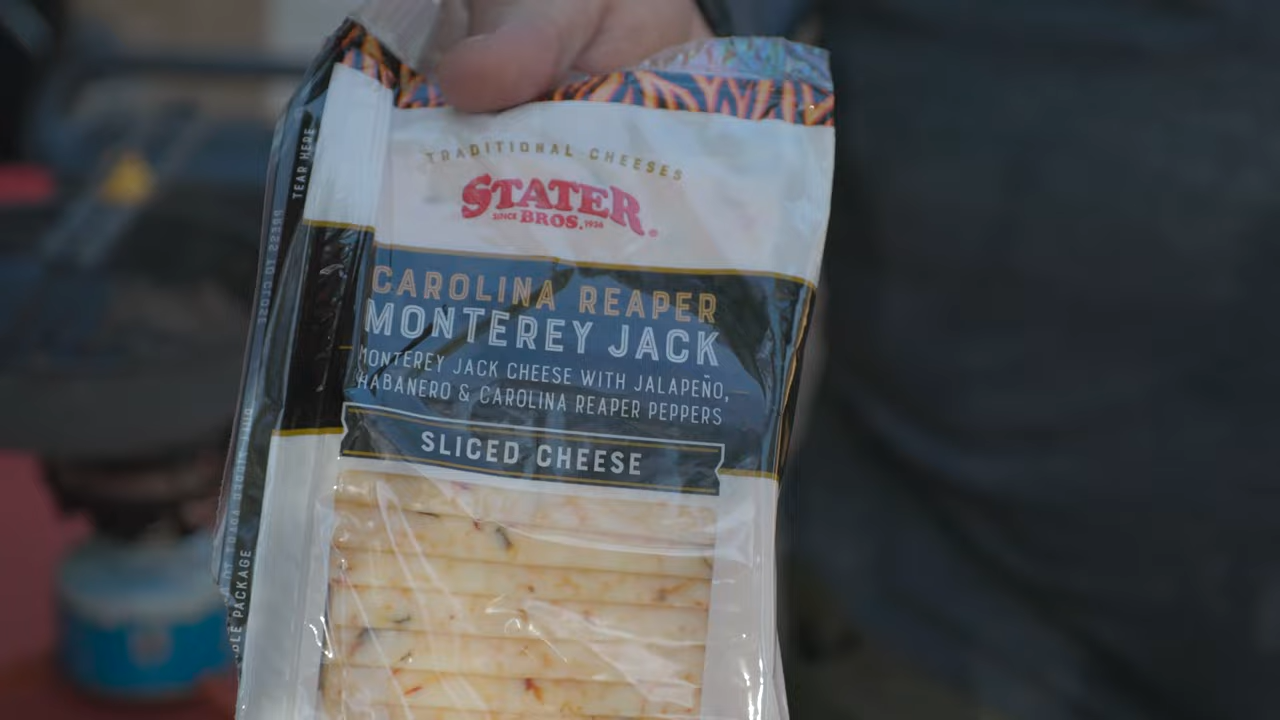 TRADITIONAL CHEESES
STATER
SINCE BROS. 1936
CAROLINA REAPER
MONTEREY JACK
MONTEREY JACK CHEESE WITH JALAPEÑO,
HABANERO & CAROLINA REAPER PEPPERS
SLICED CHEESE
TEAR HERE
PACKAGE